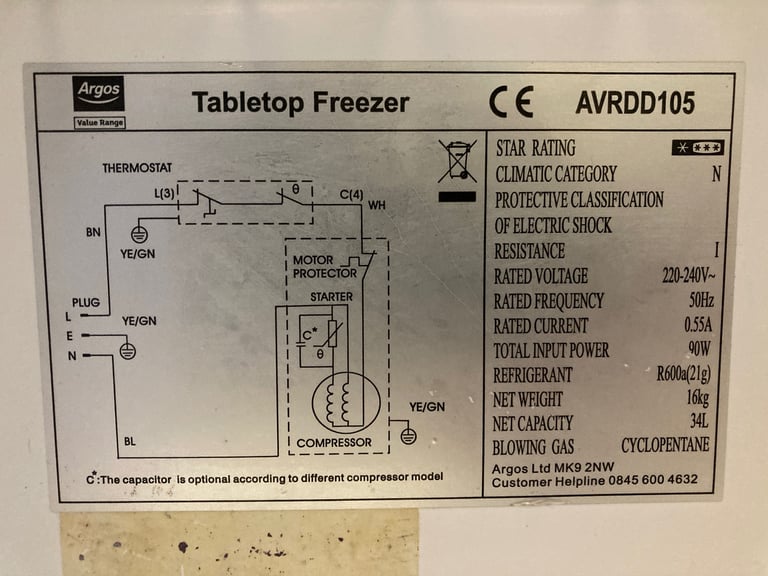 Argos
Value Range
Tabletop Freezer
CE
AVRDD105
THERMOSTAT
L(3)
θ
C(4)
WH
BN
YE/GN
MOTOR
PROTECTOR
STARTER
PLUG
L
E
N
YE/GN
C*
θ
YE/GN
BL
COMPRESSOR
C*:The capacitor is optional according to different compressor model
STAR RATING * ***
CLIMATIC CATEGORY N
PROTECTIVE CLASSIFICATION
OF ELECTRIC SHOCK
RESISTANCE I
RATED VOLTAGE 220-240V~
RATED FREQUENCY 50Hz
RATED CURRENT 0.55A
TOTAL INPUT POWER 90W
REFRIGERANT R600a(21g)
NET WEIGHT 16kg
NET CAPACITY 34L
BLOWING GAS CYCLOPENTANE
Argos Ltd MK9 2NW
Customer Helpline 0845 600 4632